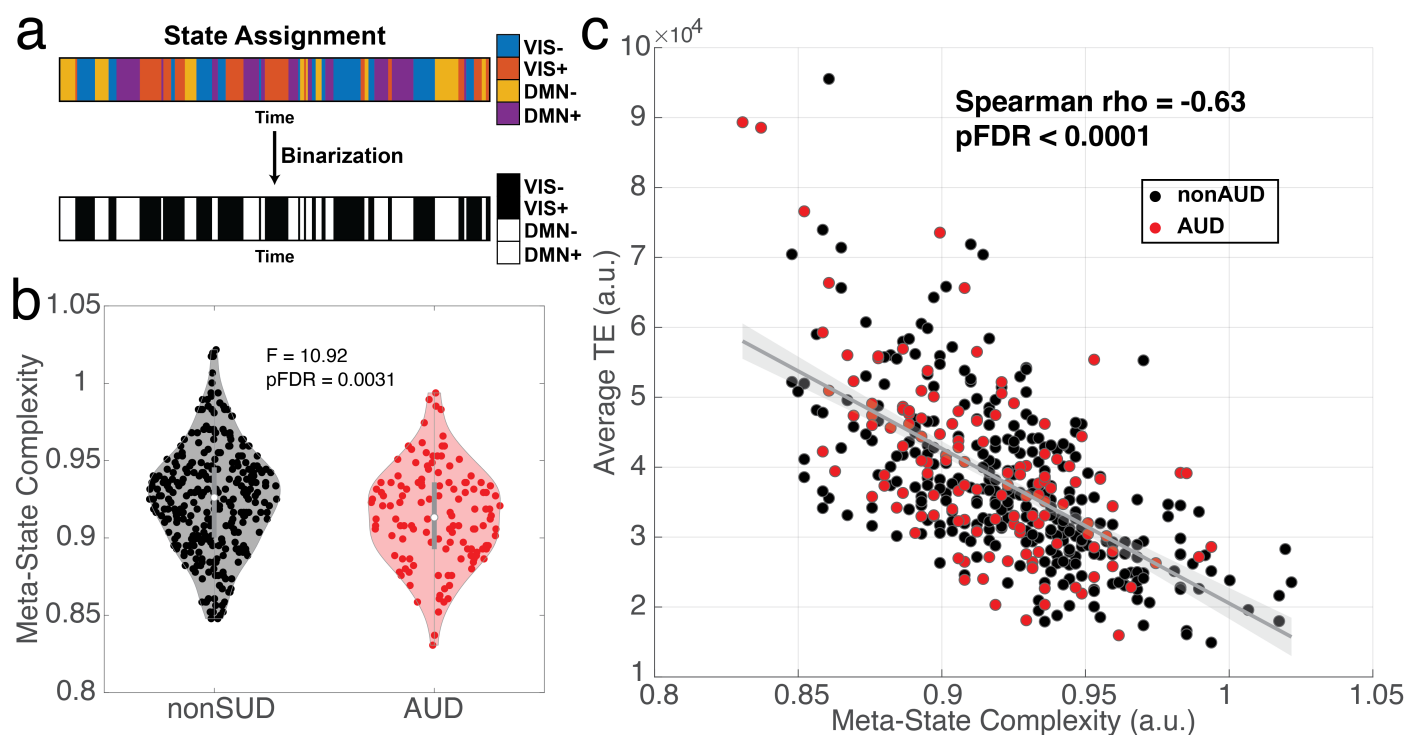 a
State Assignment
VIS-
VIS+
DMN-
DMN+
Time
Binarization
VIS-
VIS+
DMN-
DMN+
Time
b
1.05
1
0.95
0.9
0.85
0.8
Meta-State Complexity
F = 10.92
pFDR = 0.0031
nonSUD AUD
c
10 ×10⁴
9
8
7
6
5
4
3
2
1
Average TE (a.u.)
Spearman rho = -0.63
pFDR < 0.0001
nonAUD
AUD
0.8 0.85 0.9 0.95 1 1.05
Meta-State Complexity (a.u.)